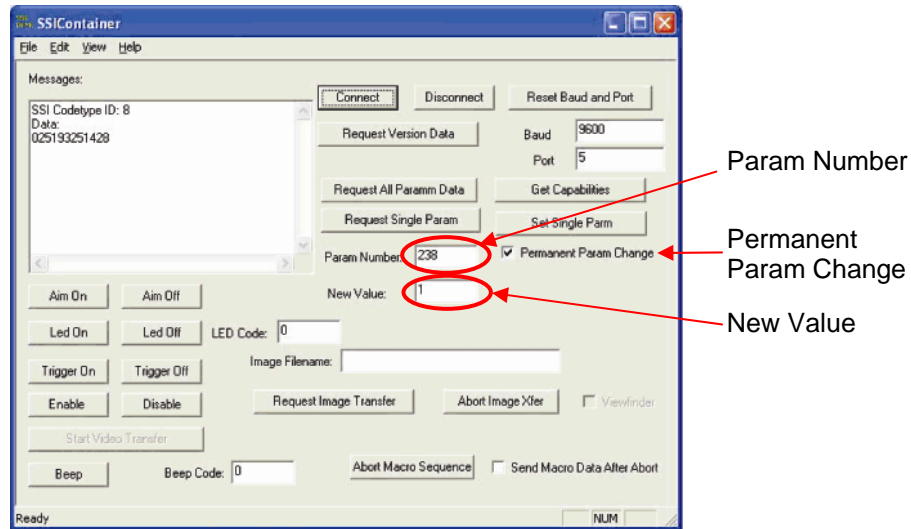 SSIContainer
File Edit View Help
Messages:
SSI Codetype ID: 8
Data:
025193251428
Connect Disconnect Reset Baud and Port
Request Version Data Baud 9600
Port 5
Request All Paramm Data Get Capabilities
Request Single Param Set Single Parm
Param Number: 238 Permanent Param Change
New Value: 1
Param Number
Permanent
Param Change
New Value
Aim On Aim Off
Led On Led Off LED Code: 0
Trigger On Trigger Off Image Filename:
Enable Disable Request Image Transfer Abort Image Xfer Viewfinder
Start Video Transfer
Beep Beep Code: 0 Abort Macro Sequence Send Macro Data After Abort
Ready NUM